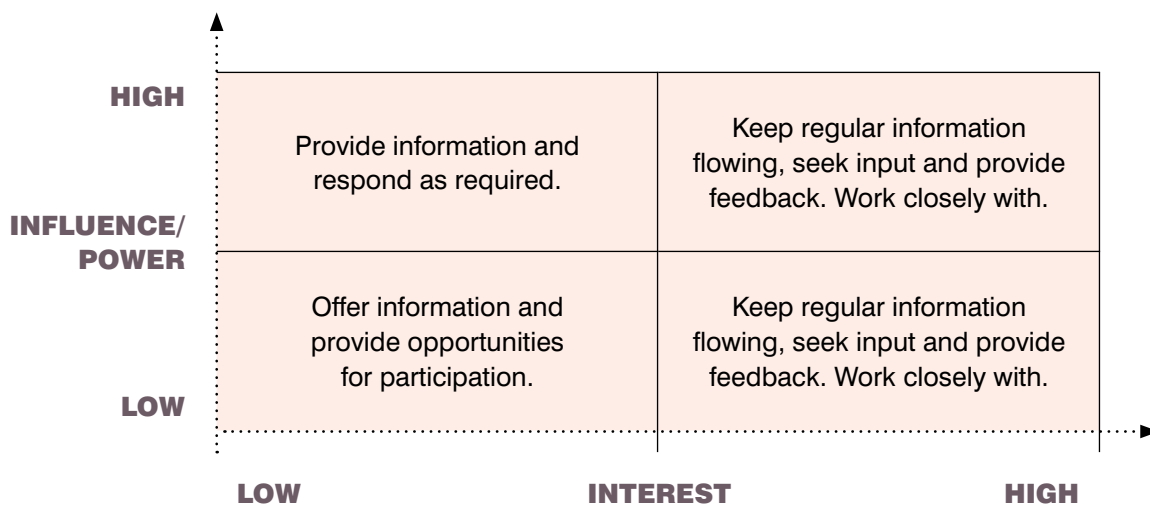 HIGH
Provide information and
respond as required.
Keep regular information
flowing, seek input and provide
feedback. Work closely with.
INFLUENCE/
POWER
Offer information and
provide opportunities
for participation.
Keep regular information
flowing, seek input and provide
feedback. Work closely with.
LOW
LOW
INTEREST
HIGH